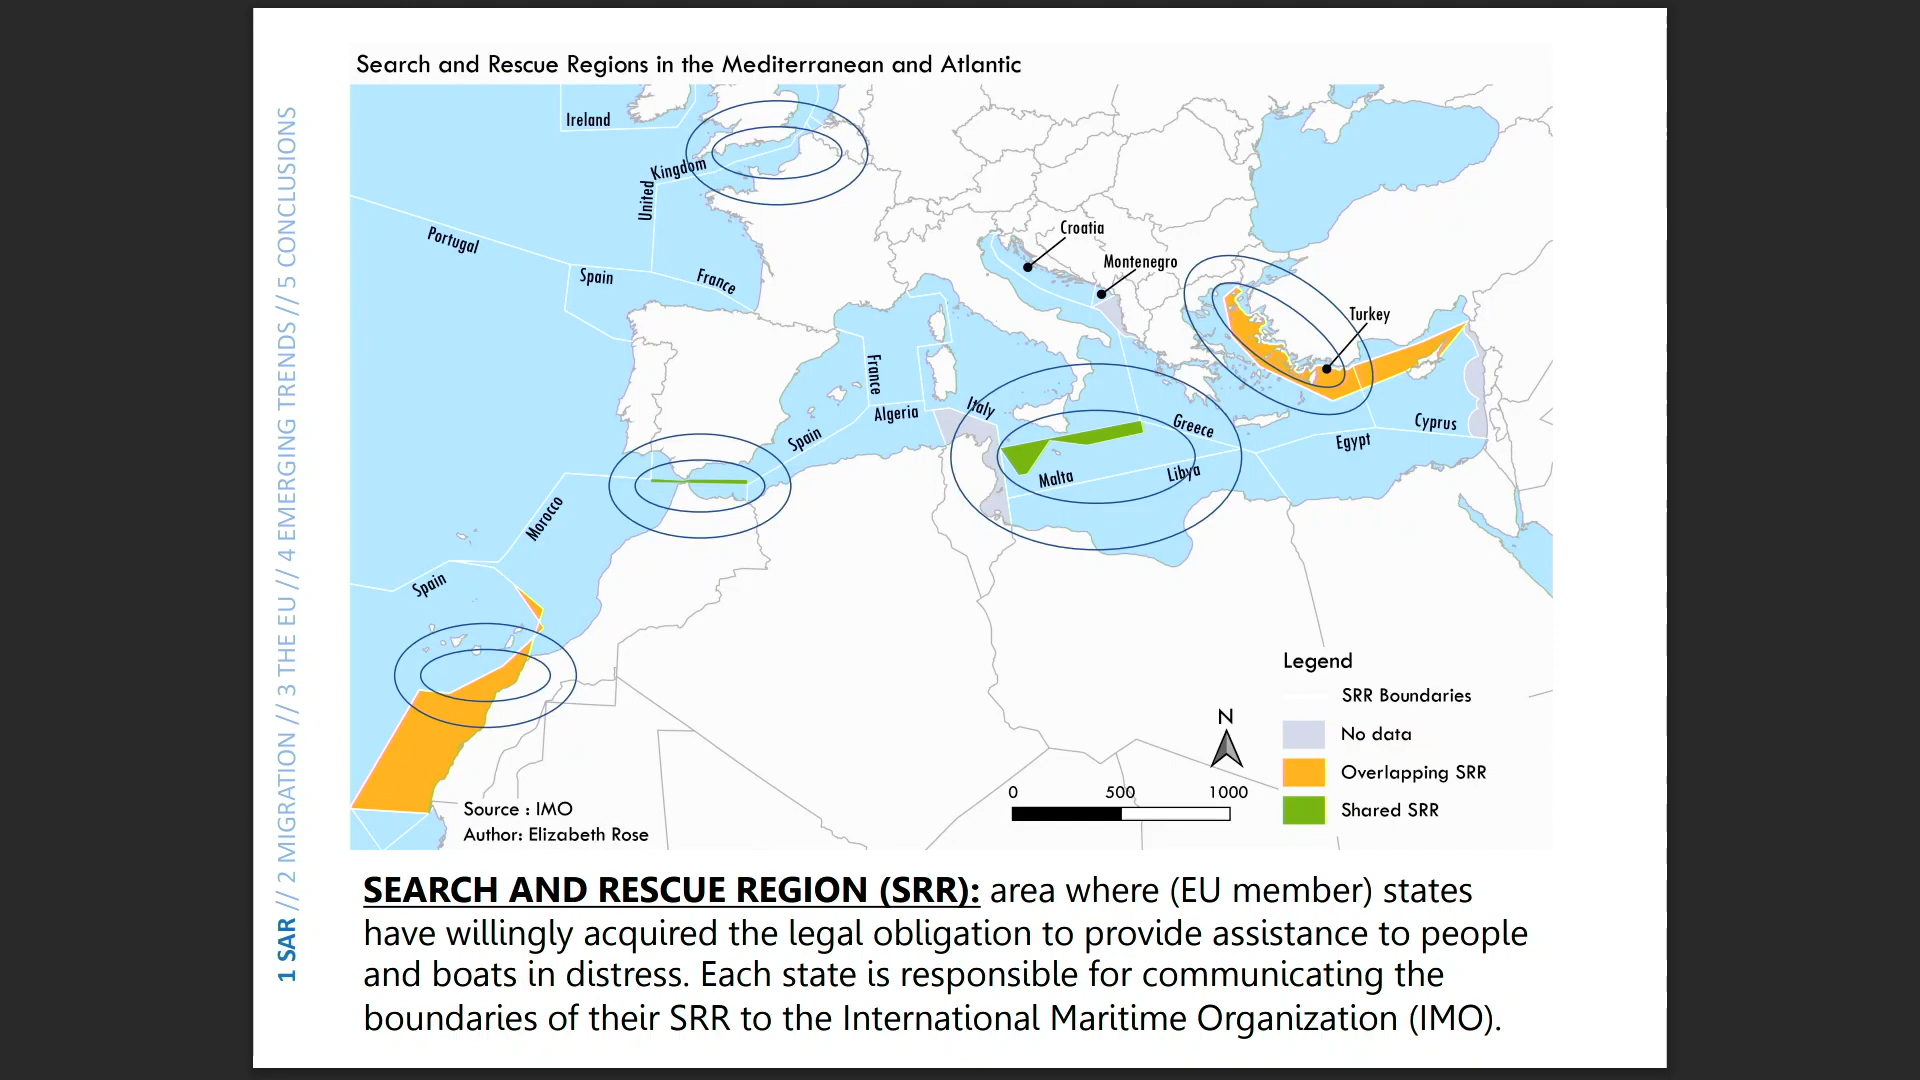 Search and Rescue Regions in the Mediterranean and Atlantic
Ireland
United Kingdom
Portugal
Spain
France
Croatia
Montenegro
Turkey
France
Algeria
Italy
Spain
Greece
Cyprus
Egypt
Malta
Libya
Morocco
Spain
Legend
SRR Boundaries
No data
Overlapping SRR
Shared SRR
N
0 500 1000
Source : IMO
Author: Elizabeth Rose
1 SAR // 2 MIGRATION // 3 THE EU // 4 EMERGING TRENDS // 5 CONCLUSIONS
SEARCH AND RESCUE REGION (SRR): area where (EU member) states
have willingly acquired the legal obligation to provide assistance to people
and boats in distress. Each state is responsible for communicating the
boundaries of their SRR to the International Maritime Organization (IMO).